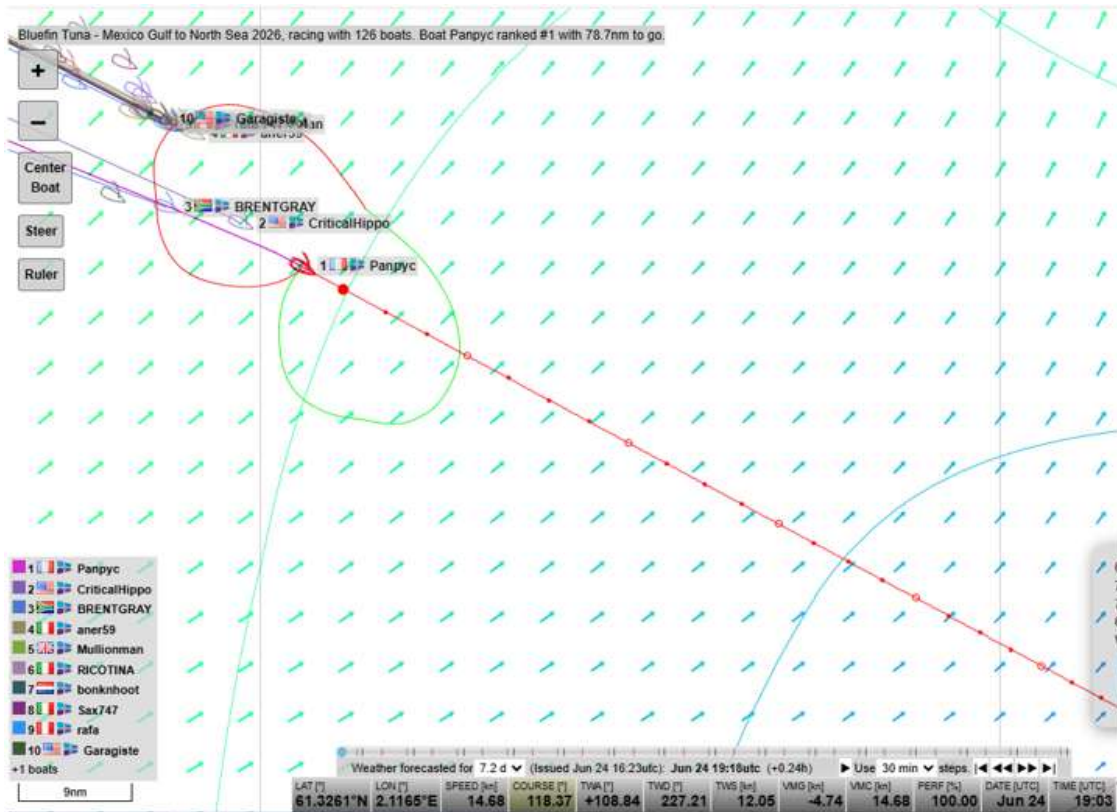 Bluefin Tuna - Mexico Gulf to North Sea 2026, racing with 126 boats. Boat Panpyc ranked #1 with 78.7nm to go.
+
−
Center
Boat
Steer
Ruler
10 Garagiste
aner59
3 BRENTGRAY
2 CriticalHippo
1 Panpyc
1 Panpyc
2 CriticalHippo
3 BRENTGRAY
4 aner59
5 Mullionman
6 RICOTINA
7 bonknhoot
8 Sax747
9 rafa
10 Garagiste
+1 boats
9nm
Weather forecasted for 7.2 d (Issued Jun 24 16:23utc): Jun 24 19:18utc (+0.24h) Use 30 min steps.
LAT [°] LON [°] SPEED [kn] COURSE [°] TWA [°] TWD [°] TWS [kn] VMG [kn] VMC [kn] PERF [%] DATE [UTC] TIME [UTC]
61.3261°N 2.1165°E 14.68 118.37 +108.84 227.21 12.05 -4.74 14.68 100.00 Jun 24